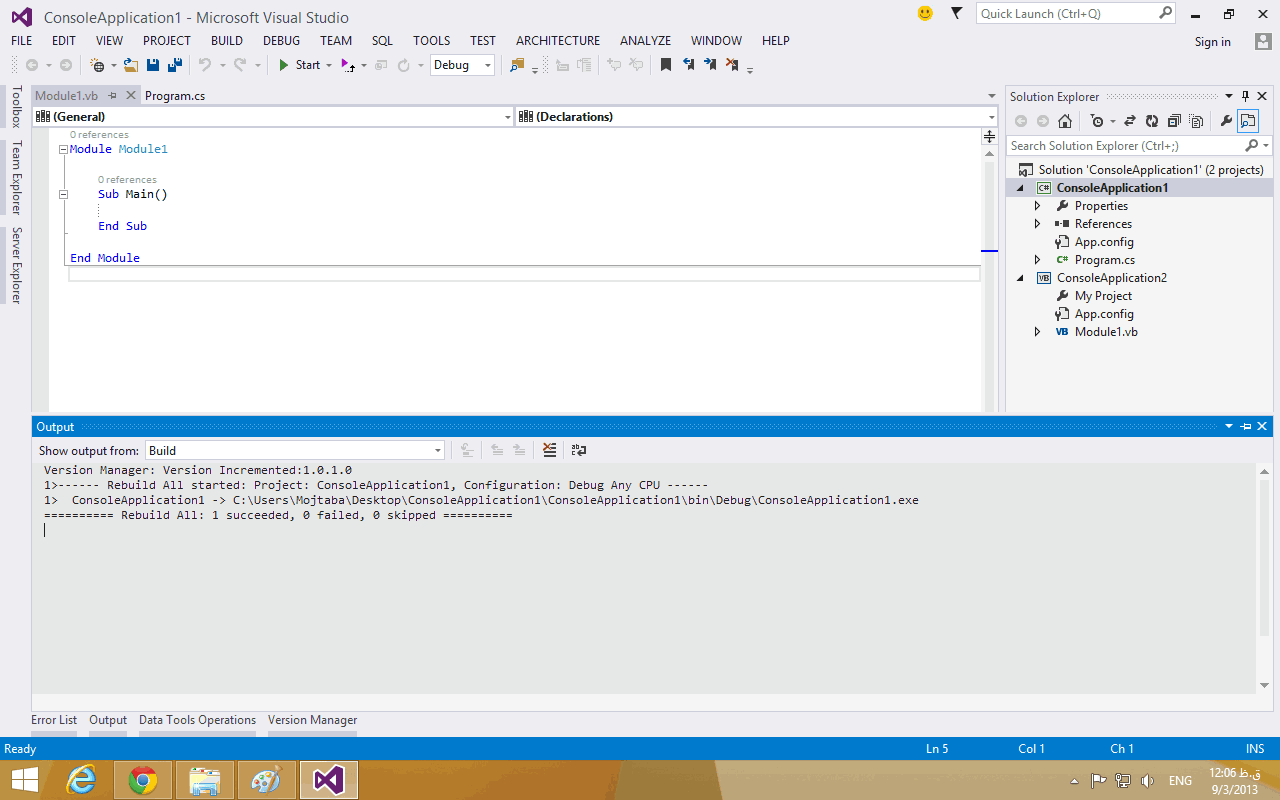 ConsoleApplication1 - Microsoft Visual Studio
Quick Launch (Ctrl+Q)
FILE EDIT VIEW PROJECT BUILD DEBUG TEAM SQL TOOLS TEST ARCHITECTURE ANALYZE WINDOW HELP
Sign in
Start
Debug
Toolbox
Team Explorer
Server Explorer
Module1.vb
Program.cs
(General)
(Declarations)
0 references
Module Module1
0 references
Sub Main()
End Sub
End Module
Solution Explorer
Search Solution Explorer (Ctrl+;)
Solution 'ConsoleApplication1' (2 projects)
C# ConsoleApplication1
Properties
References
App.config
C# Program.cs
VB ConsoleApplication2
My Project
App.config
VB Module1.vb
Output
Show output from: Build
Version Manager: Version Incremented:1.0.1.0
1>------ Rebuild All started: Project: ConsoleApplication1, Configuration: Debug Any CPU ------
1>  ConsoleApplication1 -> C:\Users\Mojtaba\Desktop\ConsoleApplication1\ConsoleApplication1\bin\Debug\ConsoleApplication1.exe
========== Rebuild All: 1 succeeded, 0 failed, 0 skipped ==========
Error List Output Data Tools Operations Version Manager
Ready
Ln 5 Col 1 Ch 1 INS
ENG
12:06 ق.ظ
9/3/2013